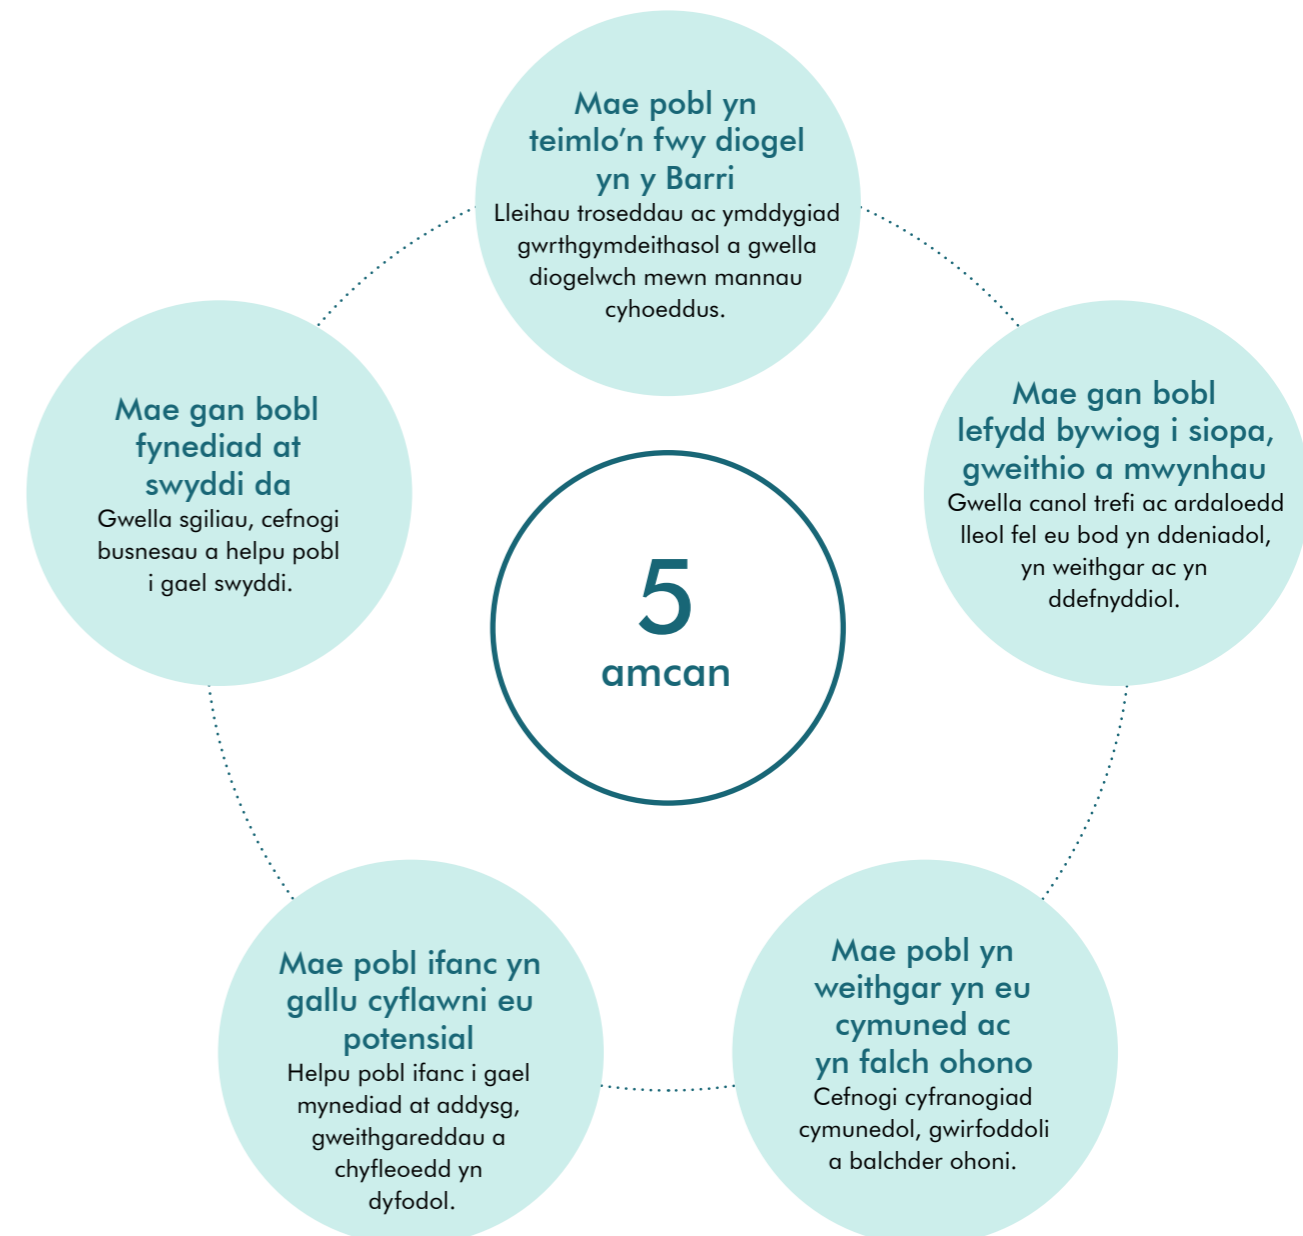 Mae pobl yn
teimlo'n fwy diogel
yn y Barri
Lleihau troseddau ac ymddygiad
gwrthgymdeithasol a gwella
diogelwch mewn mannau
cyhoeddus.
Mae gan bobl
lefydd bywiog i siopa,
gweithio a mwynhau
Gwella canol trefi ac ardaloedd
lleol fel eu bod yn ddeniadol,
yn weithgar ac yn
ddefnyddiol.
Mae pobl yn
weithgar yn eu
cymuned ac
yn falch ohono
Cefnogi cyfranogiad
cymunedol, gwirfoddoli
a balchder ohoni.
Mae pobl ifanc yn
gallu cyflawni eu
potensial
Helpu pobl ifanc i gael
mynediad at addysg,
gweithgareddau a
chyfleoedd yn
dyfodol.
Mae gan bobl
fynediad at
swyddi da
Gwella sgiliau, cefnogi
busnesau a helpu pobl
i gael swyddi.
5
amcan